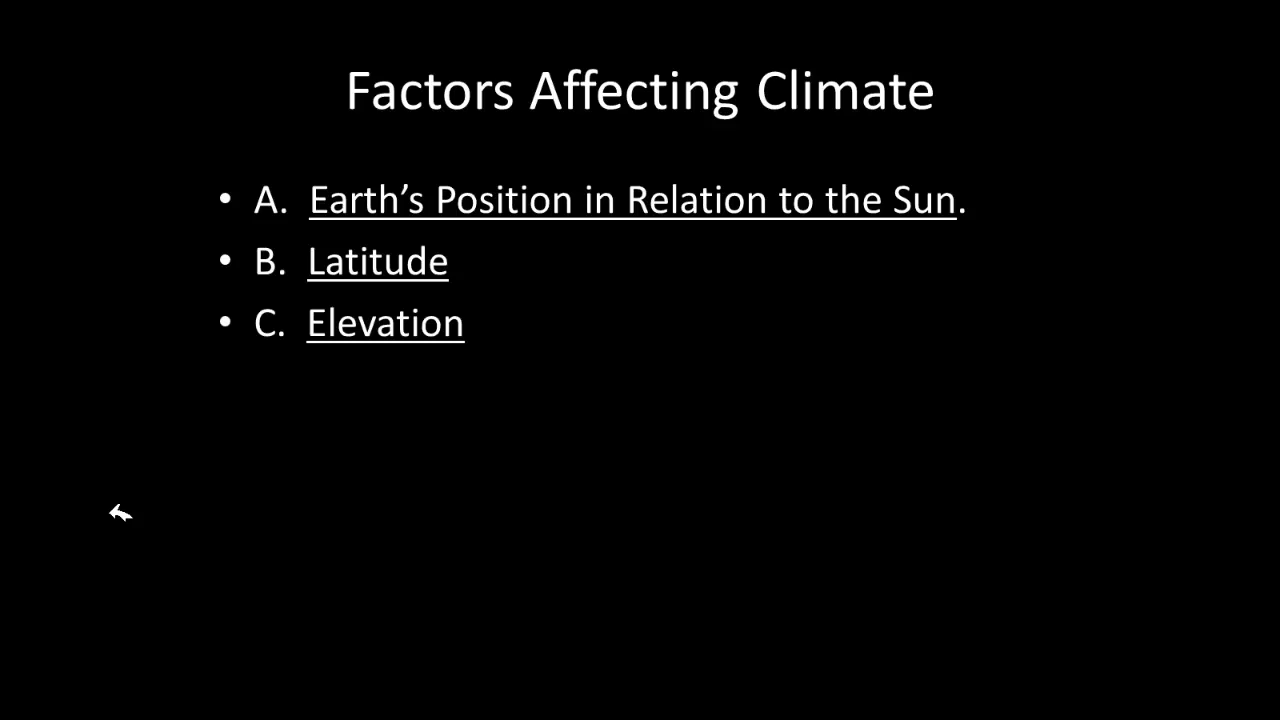 Factors Affecting Climate
• A. Earth’s Position in Relation to the Sun.
• B. Latitude
• C. Elevation